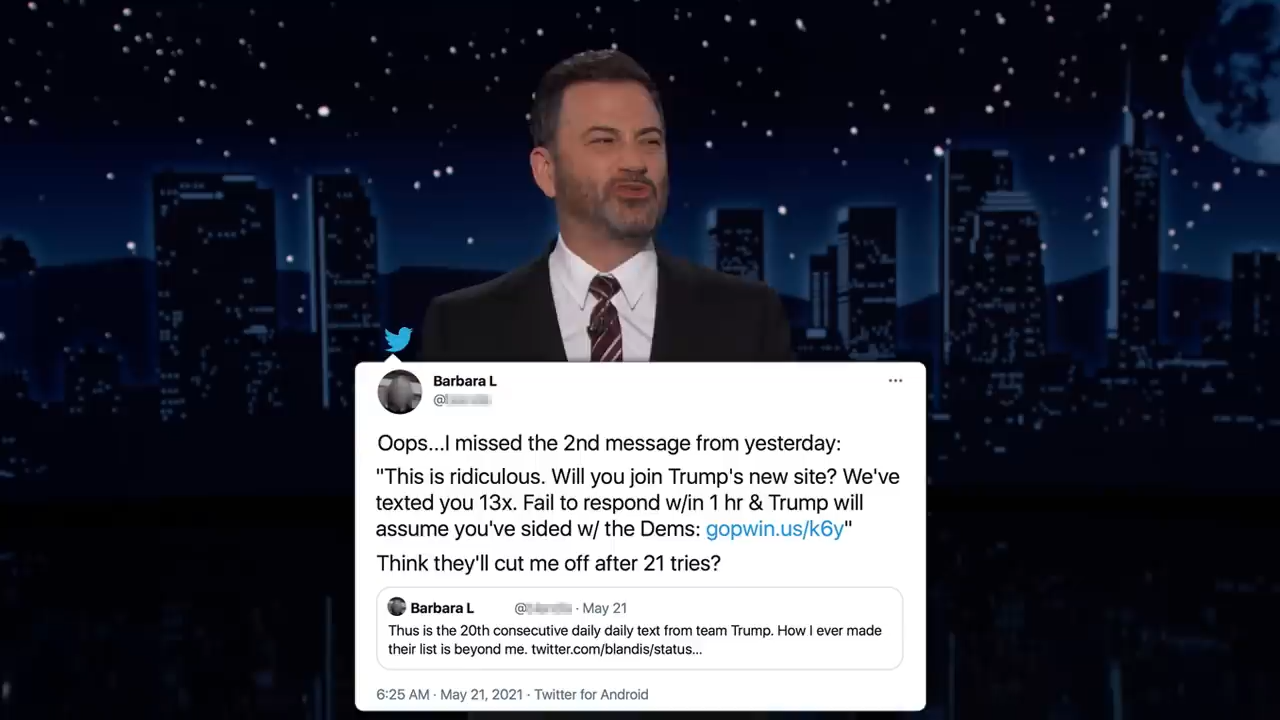 Barbara L
@
Oops...I missed the 2nd message from yesterday:
"This is ridiculous. Will you join Trump's new site? We've
texted you 13x. Fail to respond w/in 1 hr & Trump will
assume you've sided w/ the Dems: gopwin.us/k6y"
Think they'll cut me off after 21 tries?
Barbara L @ · May 21
Thus is the 20th consecutive daily daily text from team Trump. How I ever made
their list is beyond me. twitter.com/blandis/status...
6:25 AM · May 21, 2021 · Twitter for Android